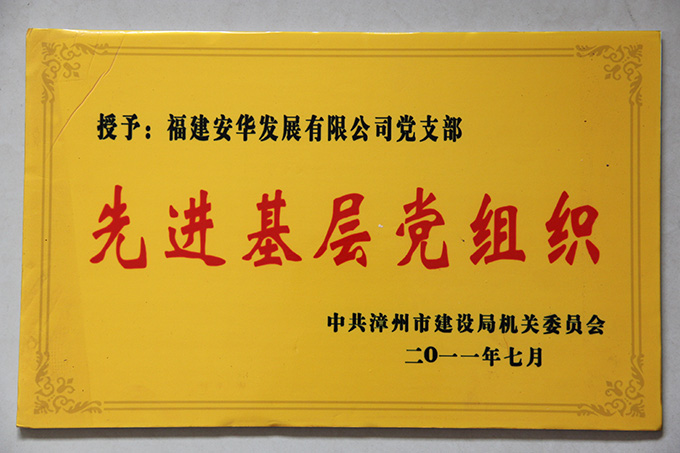 授予：福建安华发展有限公司党支部
先进基层党组织
中共漳州市建设局机关委员会
二0一一年七月